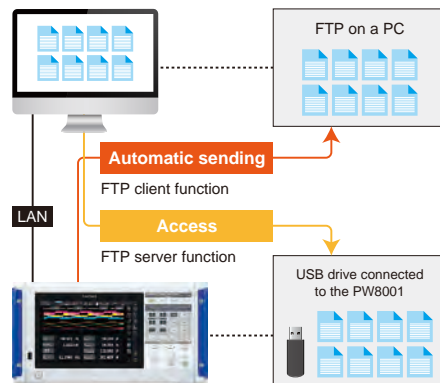 FTP on a PC
Automatic sending
FTP client function
LAN
Access
FTP server function
USB drive connected
to the PW8001